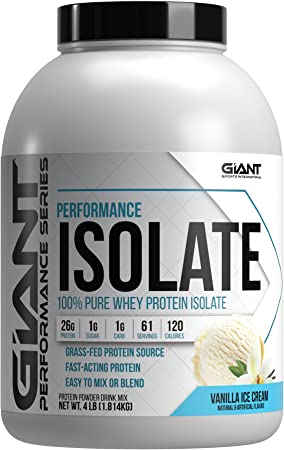 GIANT
PERFORMANCE SERIES
GIANT
SPORTS INTERNATIONAL
PERFORMANCE
ISOLATE
100% PURE WHEY PROTEIN ISOLATE
26G 1G 1G 61 120
PROTEIN SUGAR CARB SERVINGS CALORIES
GRASS-FED PROTEIN SOURCE
FAST-ACTING PROTEIN
EASY TO MIX OR BLEND
PROTEIN POWDER DRINK MIX
NET WT. 4 LB (1.814KG)
VANILLA ICE CREAM
NATURAL & ARTIFICIAL FLAVORS